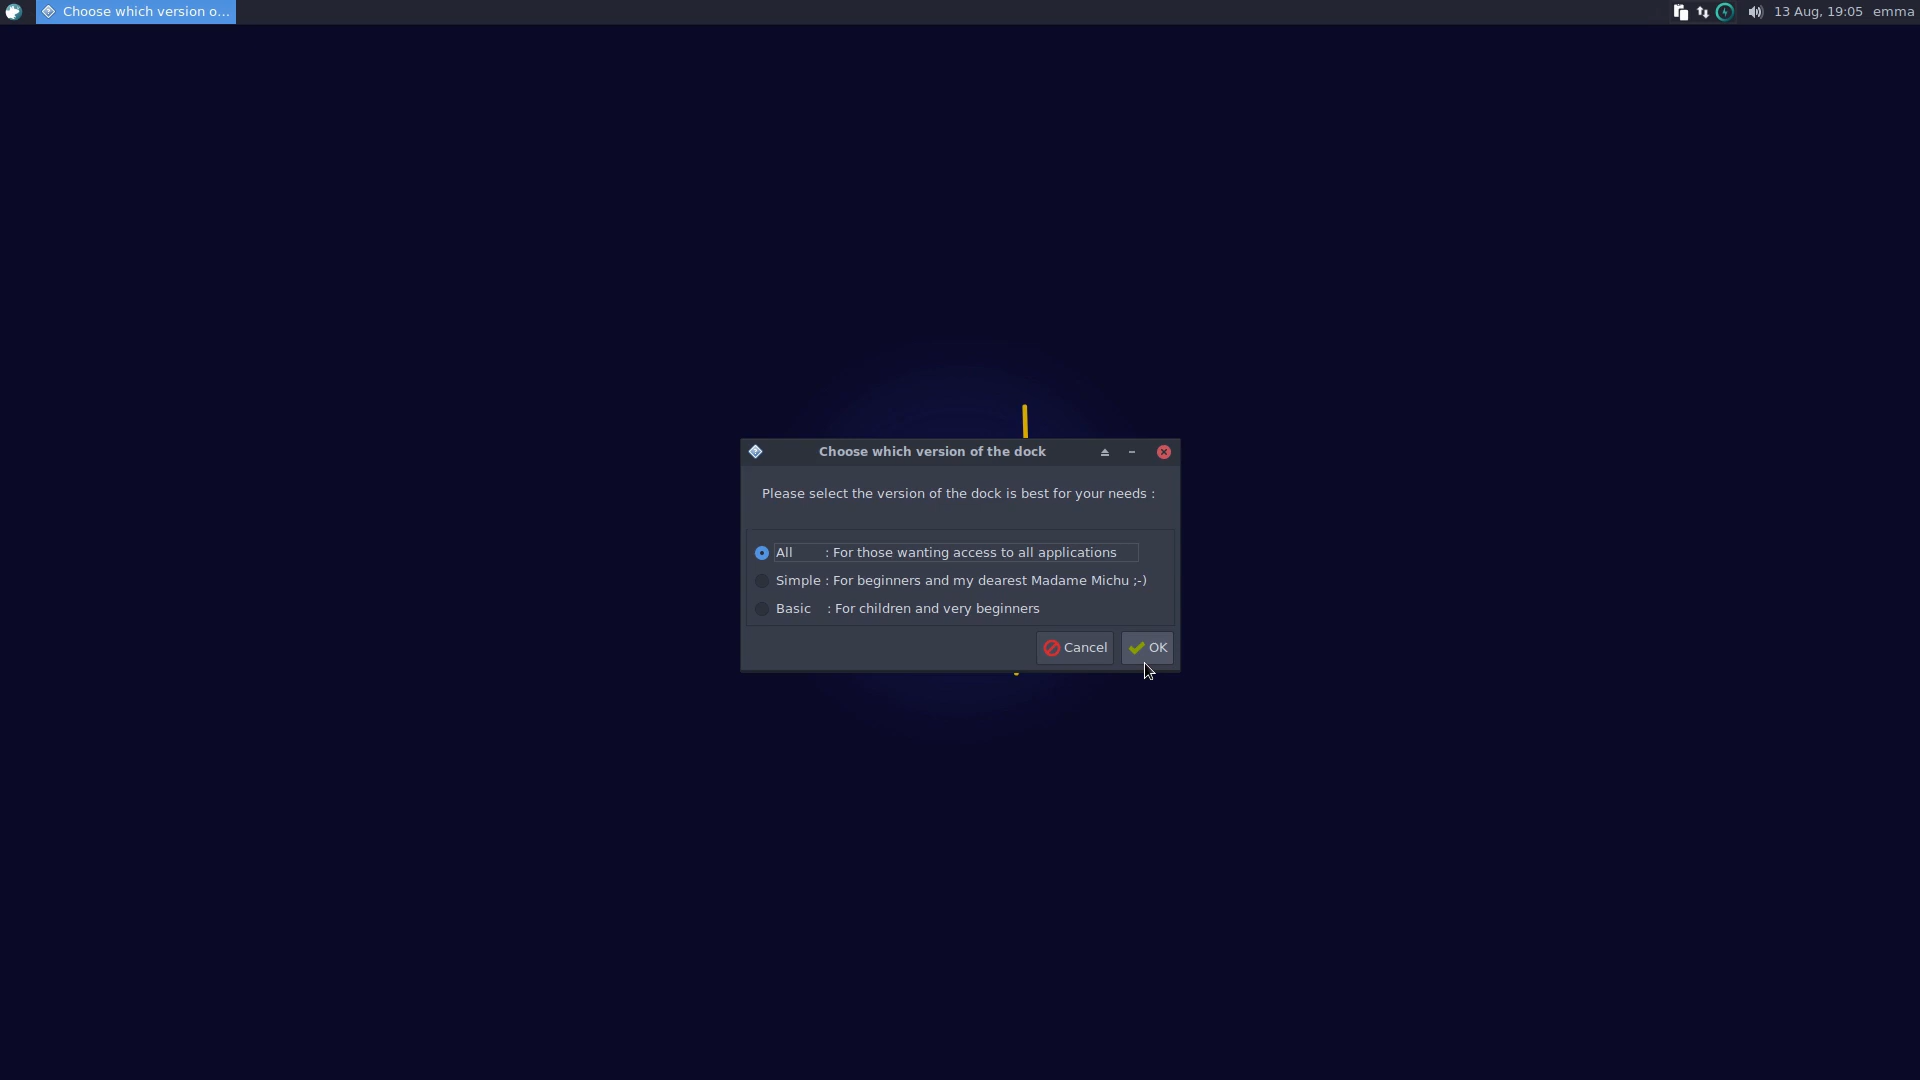 Choose which version o...
13 Aug, 19:05 emma
Choose which version of the dock
Please select the version of the dock is best for your needs :
All : For those wanting access to all applications
Simple : For beginners and my dearest Madame Michu ;-)
Basic : For children and very beginners
Cancel OK